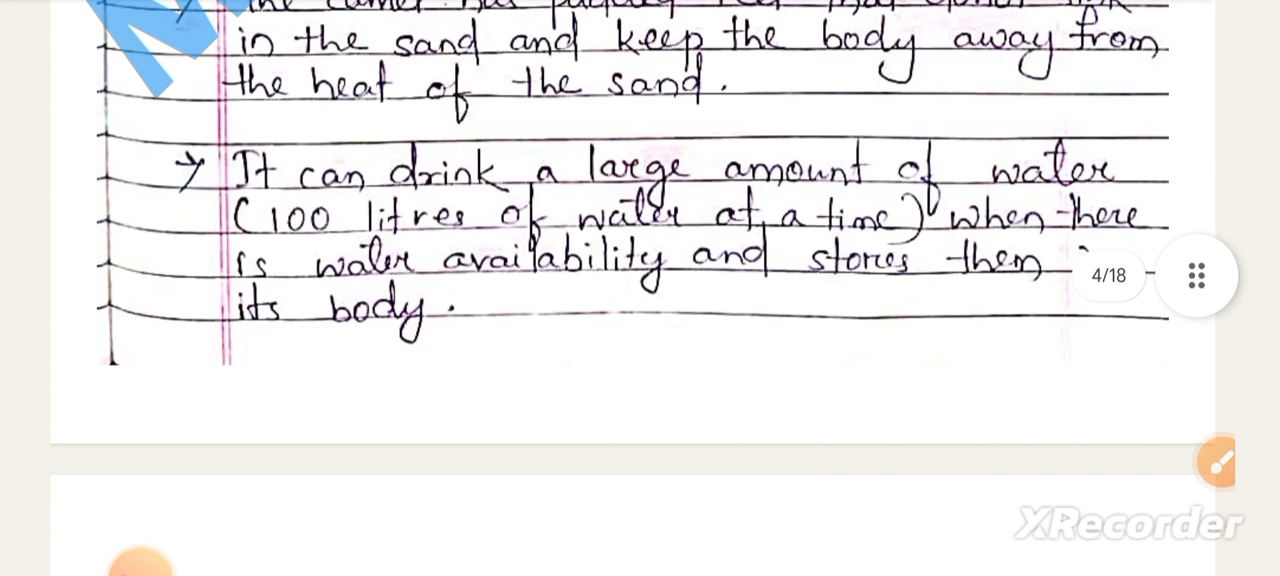 in the sand and keep the body away from
the heat of the sand.
→ It can drink a large amount of water
(100 litres of water at a time) when there
is water availability and stores them
its body.
4/18
XRecorder